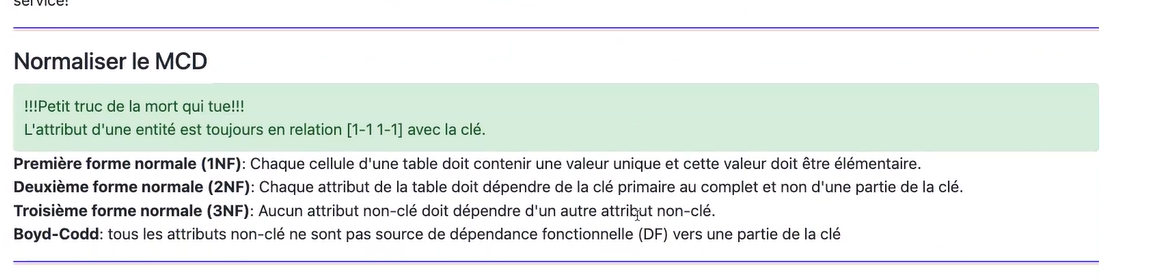 service!
Normaliser le MCD
!!!Petit truc de la mort qui tue!!!
L'attribut d'une entité est toujours en relation [1-1 1-1] avec la clé.
Première forme normale (1NF): Chaque cellule d'une table doit contenir une valeur unique et cette valeur doit être élémentaire.
Deuxième forme normale (2NF): Chaque attribut de la table doit dépendre de la clé primaire au complet et non d'une partie de la clé.
Troisième forme normale (3NF): Aucun attribut non-clé doit dépendre d'un autre attribut non-clé.
Boyd-Codd: tous les attributs non-clé ne sont pas source de dépendance fonctionnelle (DF) vers une partie de la clé